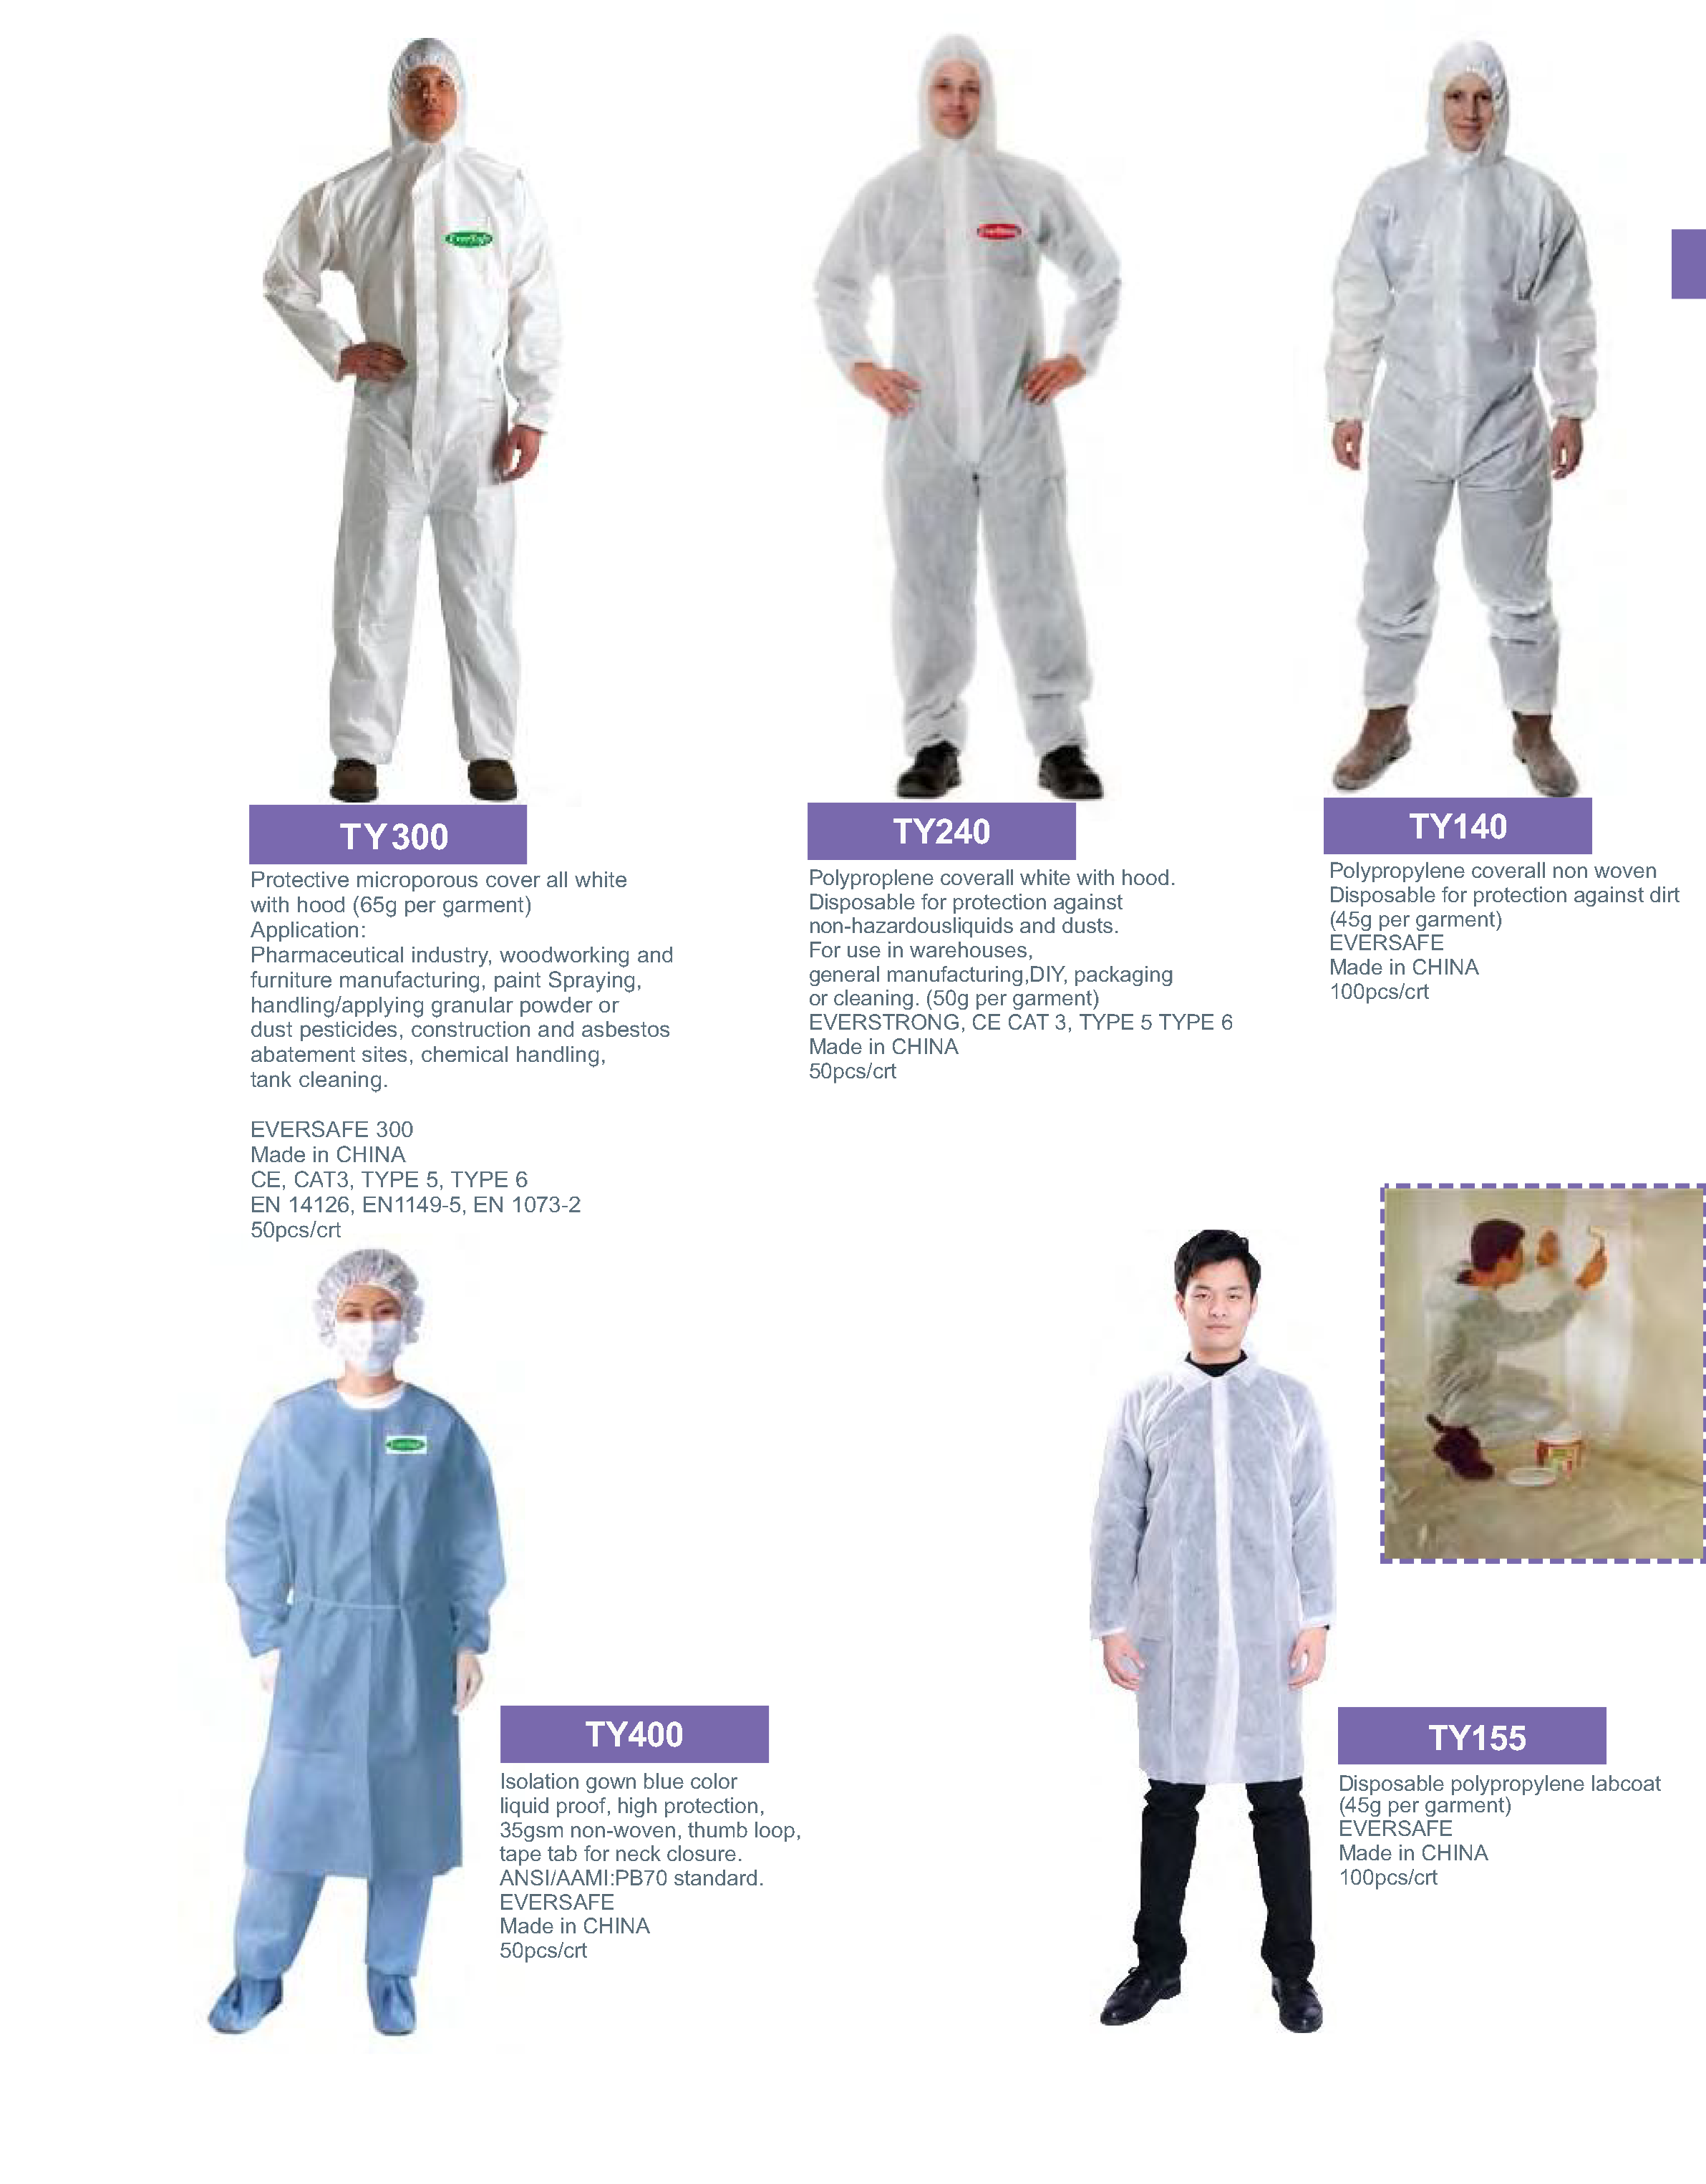 EverSafe
TY300
Protective microporous cover all white
with hood (65g per garment)
Application:
Pharmaceutical industry, woodworking and
furniture manufacturing, paint Spraying,
handling/applying granular powder or
dust pesticides, construction and asbestos
abatement sites, chemical handling,
tank cleaning.
EVERSAFE 300
Made in CHINA
CE, CAT3, TYPE 5, TYPE 6
EN 14126, EN1149-5, EN 1073-2
50pcs/crt
TY240
Polyproplene coverall white with hood.
Disposable for protection against
non-hazardousliquids and dusts.
For use in warehouses,
general manufacturing,DIY, packaging
or cleaning. (50g per garment)
EVERSTRONG, CE CAT 3, TYPE 5 TYPE 6
Made in CHINA
50pcs/crt
TY140
Polypropylene coverall non woven
Disposable for protection against dirt
(45g per garment)
EVERSAFE
Made in CHINA
100pcs/crt
TY400
Isolation gown blue color
liquid proof, high protection,
35gsm non-woven, thumb loop,
tape tab for neck closure.
ANSI/AAMI:PB70 standard.
EVERSAFE
Made in CHINA
50pcs/crt
TY155
Disposable polypropylene labcoat
(45g per garment)
EVERSAFE
Made in CHINA
100pcs/crt